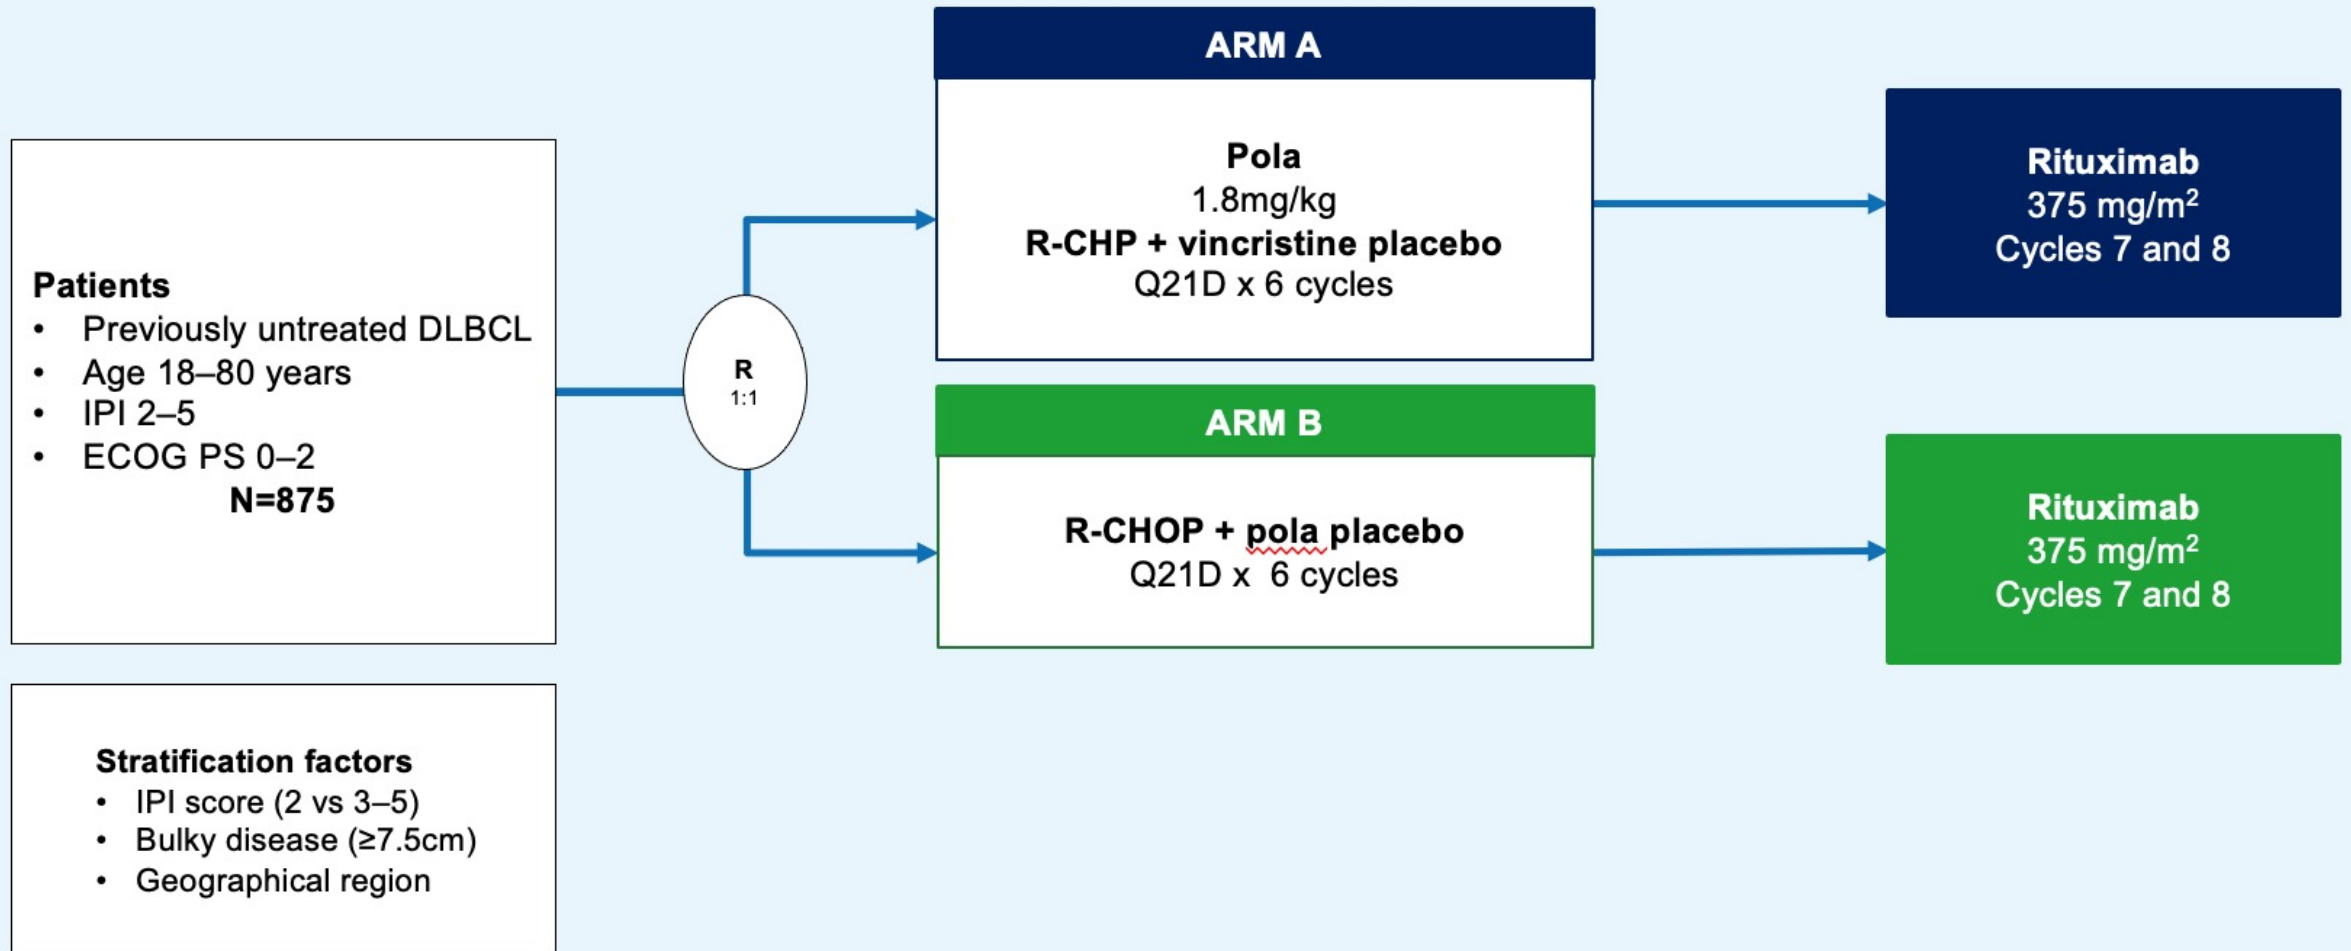 Patients
• Previously untreated DLBCL
• Age 18–80 years
• IPI 2–5
• ECOG PS 0–2
N=875
Stratification factors
• IPI score (2 vs 3–5)
• Bulky disease (≥7.5cm)
• Geographical region
R
1:1
ARM A
Pola
1.8mg/kg
R-CHP + vincristine placebo
Q21D x 6 cycles
Rituximab
375 mg/m²
Cycles 7 and 8
ARM B
R-CHOP + pola placebo
Q21D x  6 cycles
Rituximab
375 mg/m²
Cycles 7 and 8